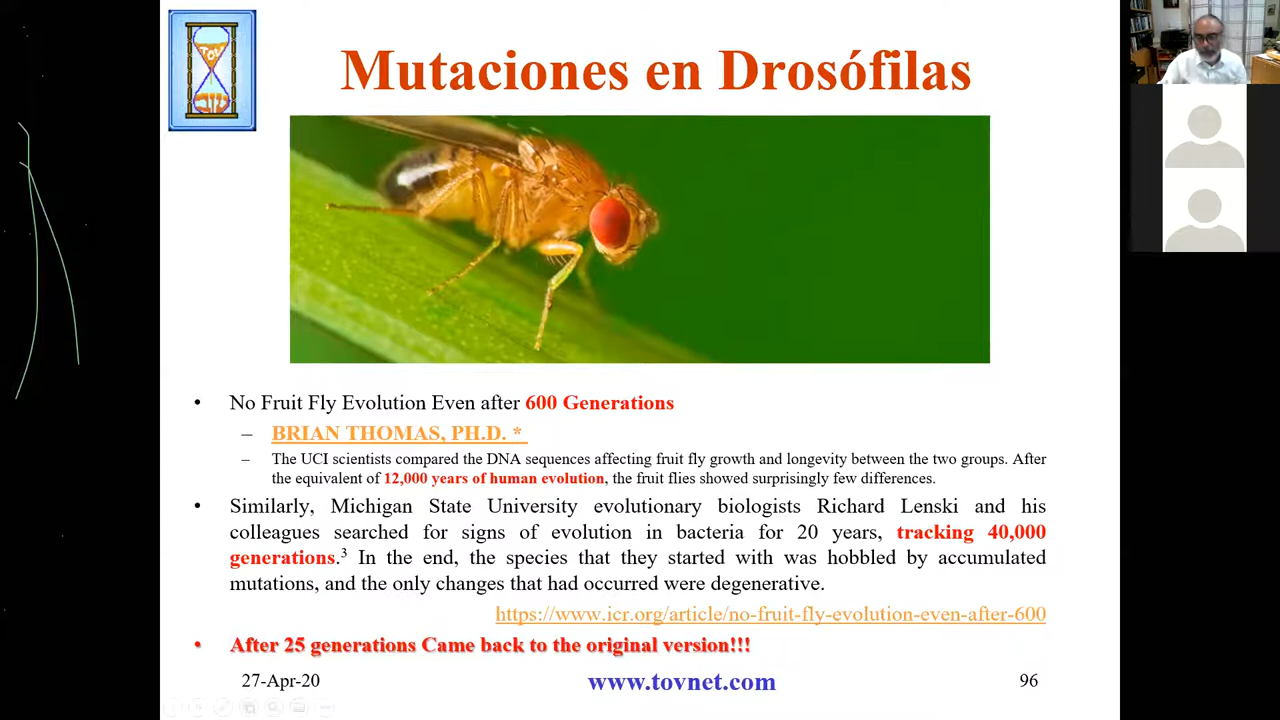 TOV
Mutaciones en Drosófilas
• No Fruit Fly Evolution Even after 600 Generations
– BRIAN THOMAS, PH.D. *
– The UCI scientists compared the DNA sequences affecting fruit fly growth and longevity between the two groups. After
the equivalent of 12,000 years of human evolution, the fruit flies showed surprisingly few differences.
• Similarly, Michigan State University evolutionary biologists Richard Lenski and his
colleagues searched for signs of evolution in bacteria for 20 years, tracking 40,000
generations.3 In the end, the species that they started with was hobbled by accumulated
mutations, and the only changes that had occurred were degenerative.
https://www.icr.org/article/no-fruit-fly-evolution-even-after-600
• After 25 generations Came back to the original version!!!
27-Apr-20
www.tovnet.com
96